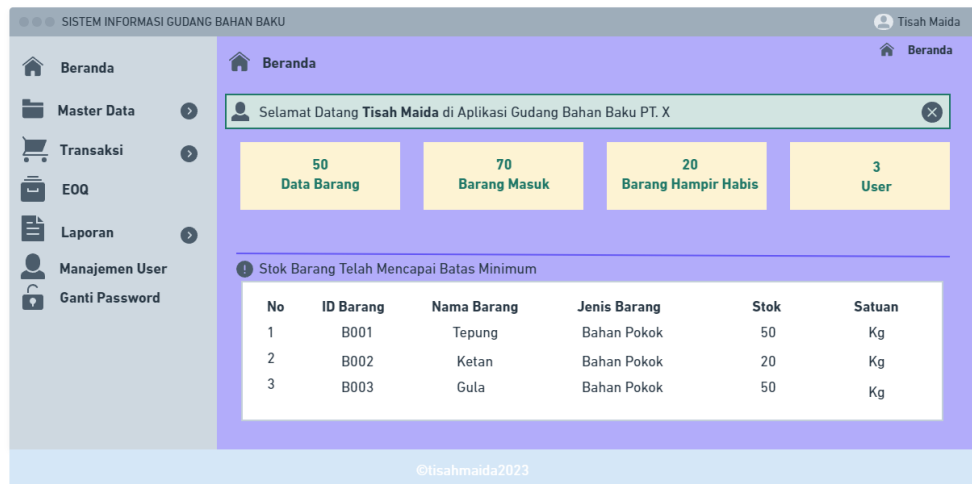 SISTEM INFORMASI GUDANG BAHAN BAKU
Tisah Maida
Beranda
Master Data
Transaksi
EOQ
Laporan
Manajemen User
Ganti Password
Beranda
Beranda
Selamat Datang Tisah Maida di Aplikasi Gudang Bahan Baku PT. X
50
Data Barang
70
Barang Masuk
20
Barang Hampir Habis
3
User
Stok Barang Telah Mencapai Batas Minimum
No ID Barang Nama Barang Jenis Barang Stok Satuan
1 B001 Tepung Bahan Pokok 50 Kg
2 B002 Ketan Bahan Pokok 20 Kg
3 B003 Gula Bahan Pokok 50 Kg
©tisahmaida2023